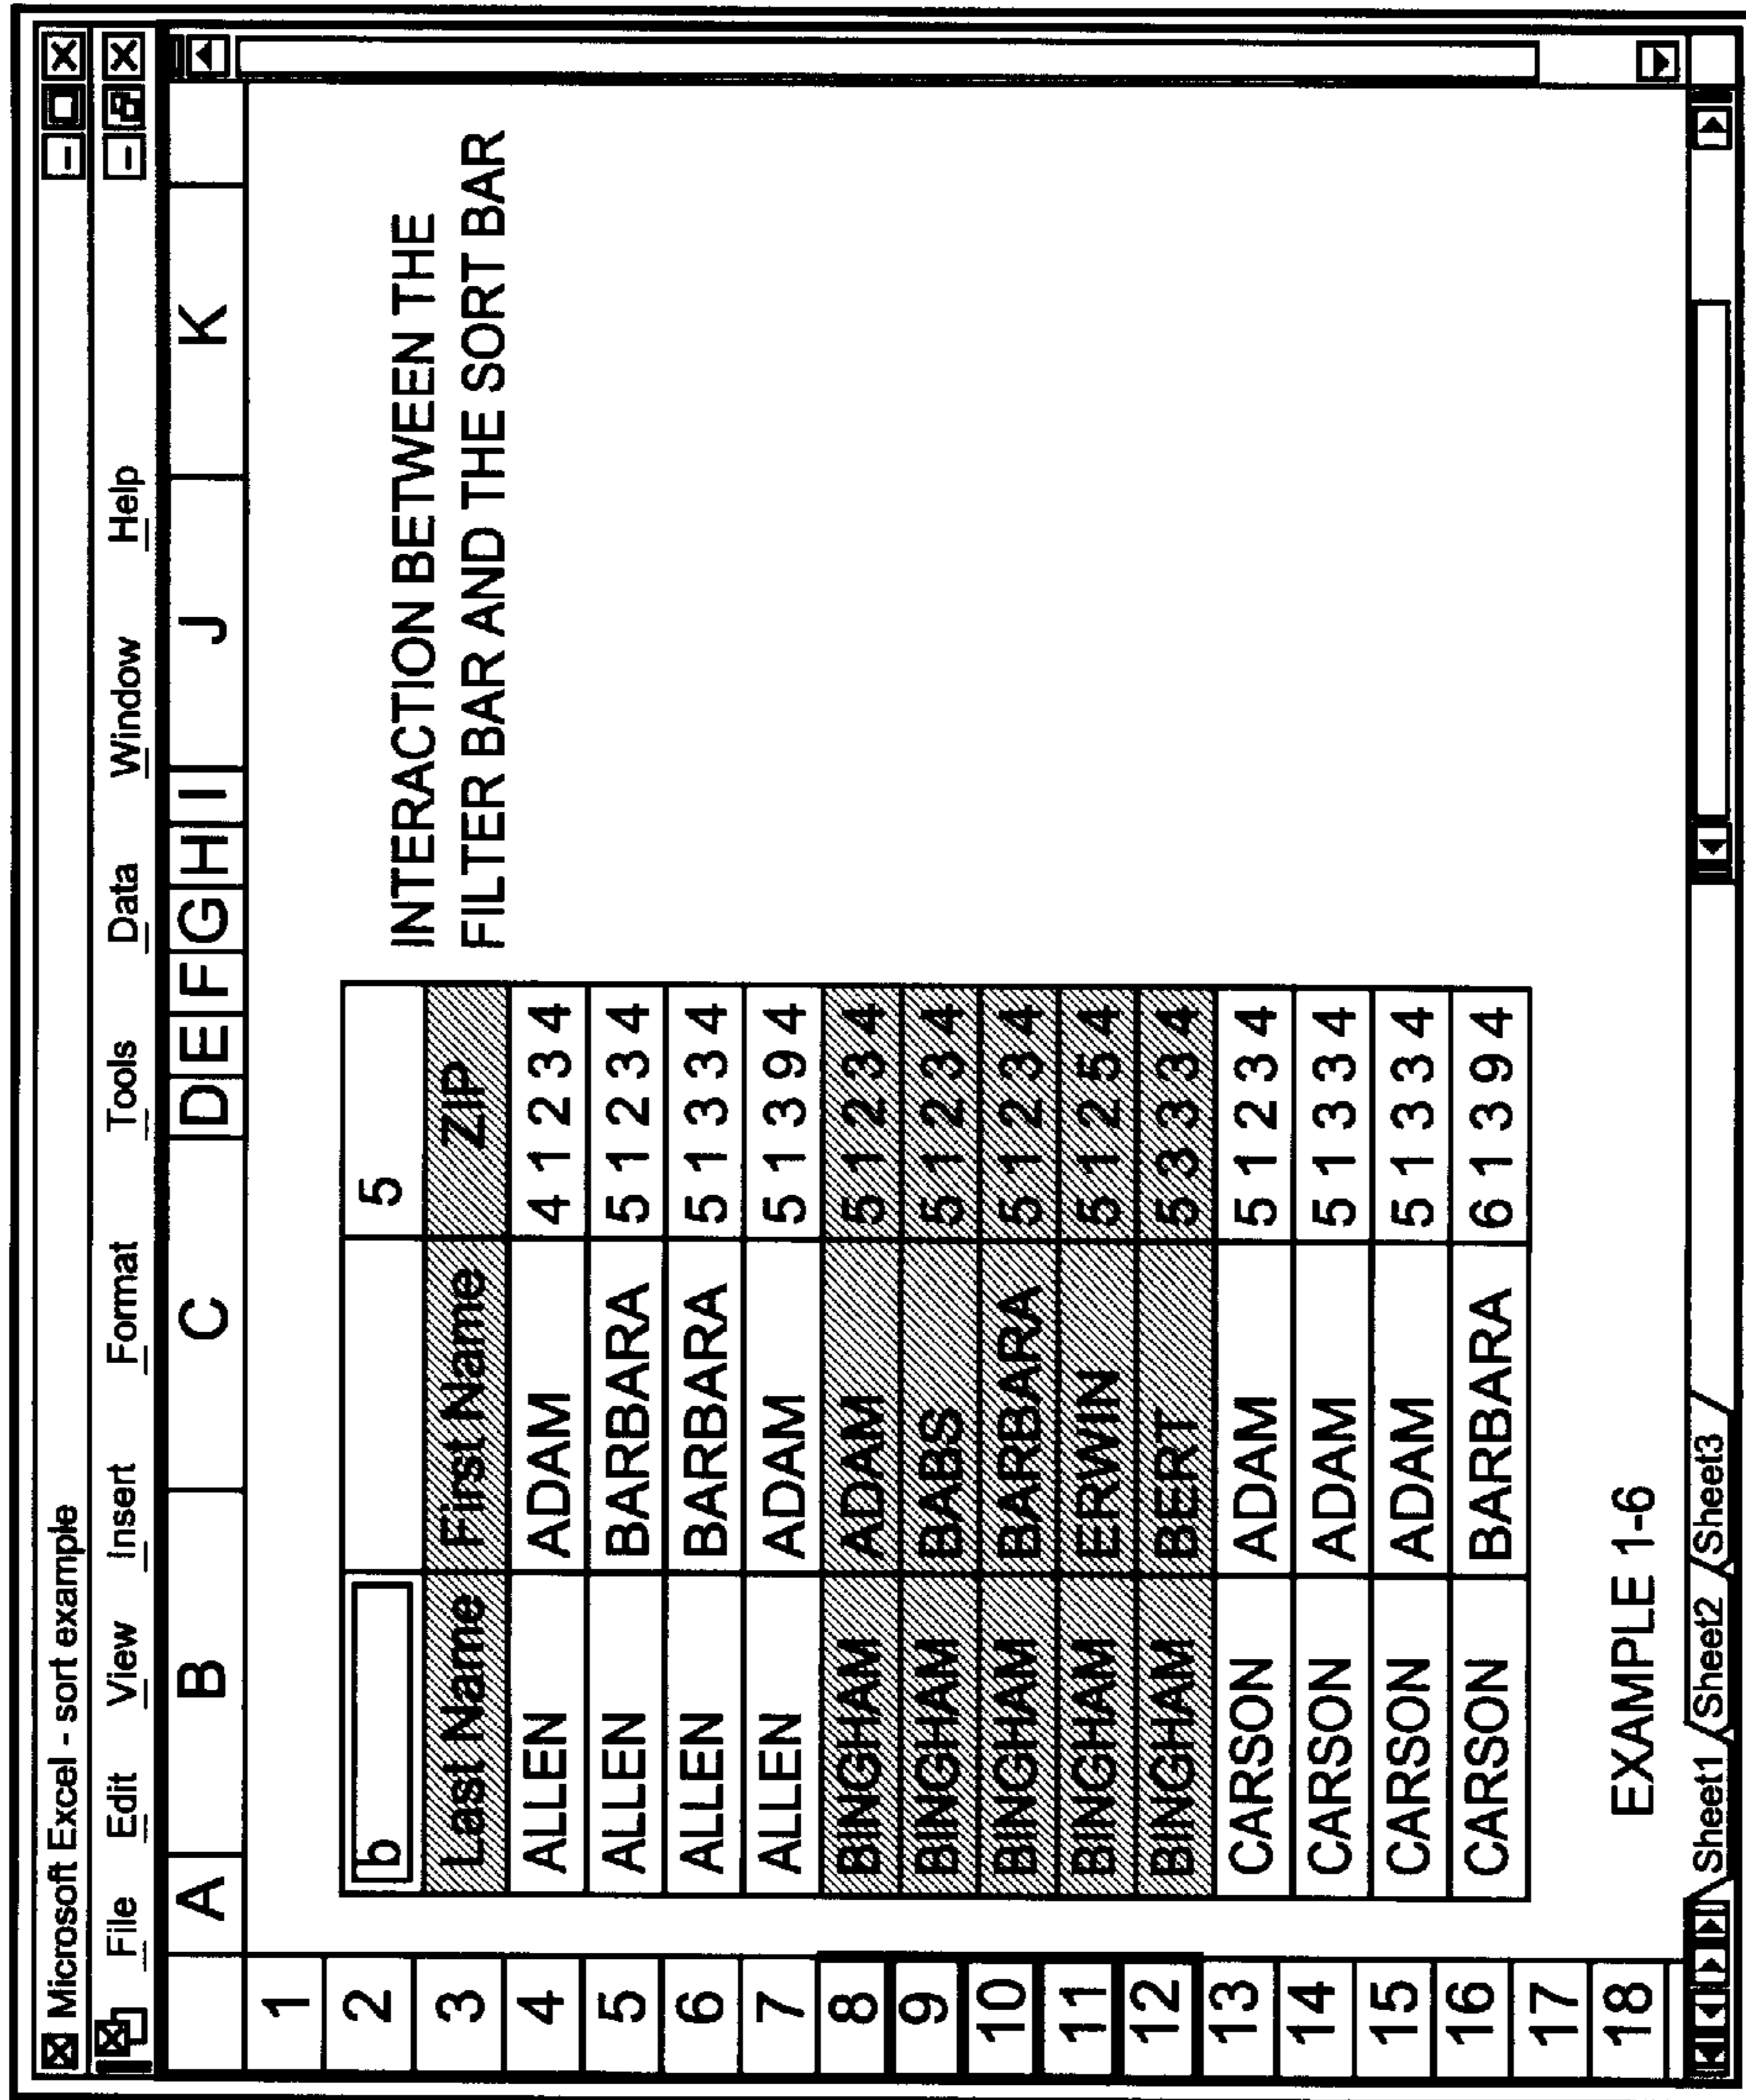 Microsoft Excel - sort example
File Edit View Insert Format Tools Data Window Help
A B C D E F G H I J K
1
2 b 5
3 Last Name First Name ZIP
4 ALLEN ADAM 4 1 2 3 4
5 ALLEN BARBARA 5 1 2 3 4
6 ALLEN BARBARA 5 1 3 3 4
7 ALLEN ADAM 5 1 3 9 4
8 BINGHAM ADAM 5 1 2 3 4
9 BINGHAM BABS 5 1 2 3 4
10 BINGHAM BARBARA 5 1 2 3 4
11 BINGHAM ERWIN 5 1 2 5 4
12 BINGHAM BERT 5 3 3 3 4
13 CARSON ADAM 5 1 2 3 4
14 CARSON ADAM 5 1 3 3 4
15 CARSON ADAM 5 1 3 3 4
16 CARSON BARBARA 6 1 3 9 4
17
18
INTERACTION BETWEEN THE
FILTER BAR AND THE SORT BAR
EXAMPLE 1-6
Sheet1 Sheet2 Sheet3